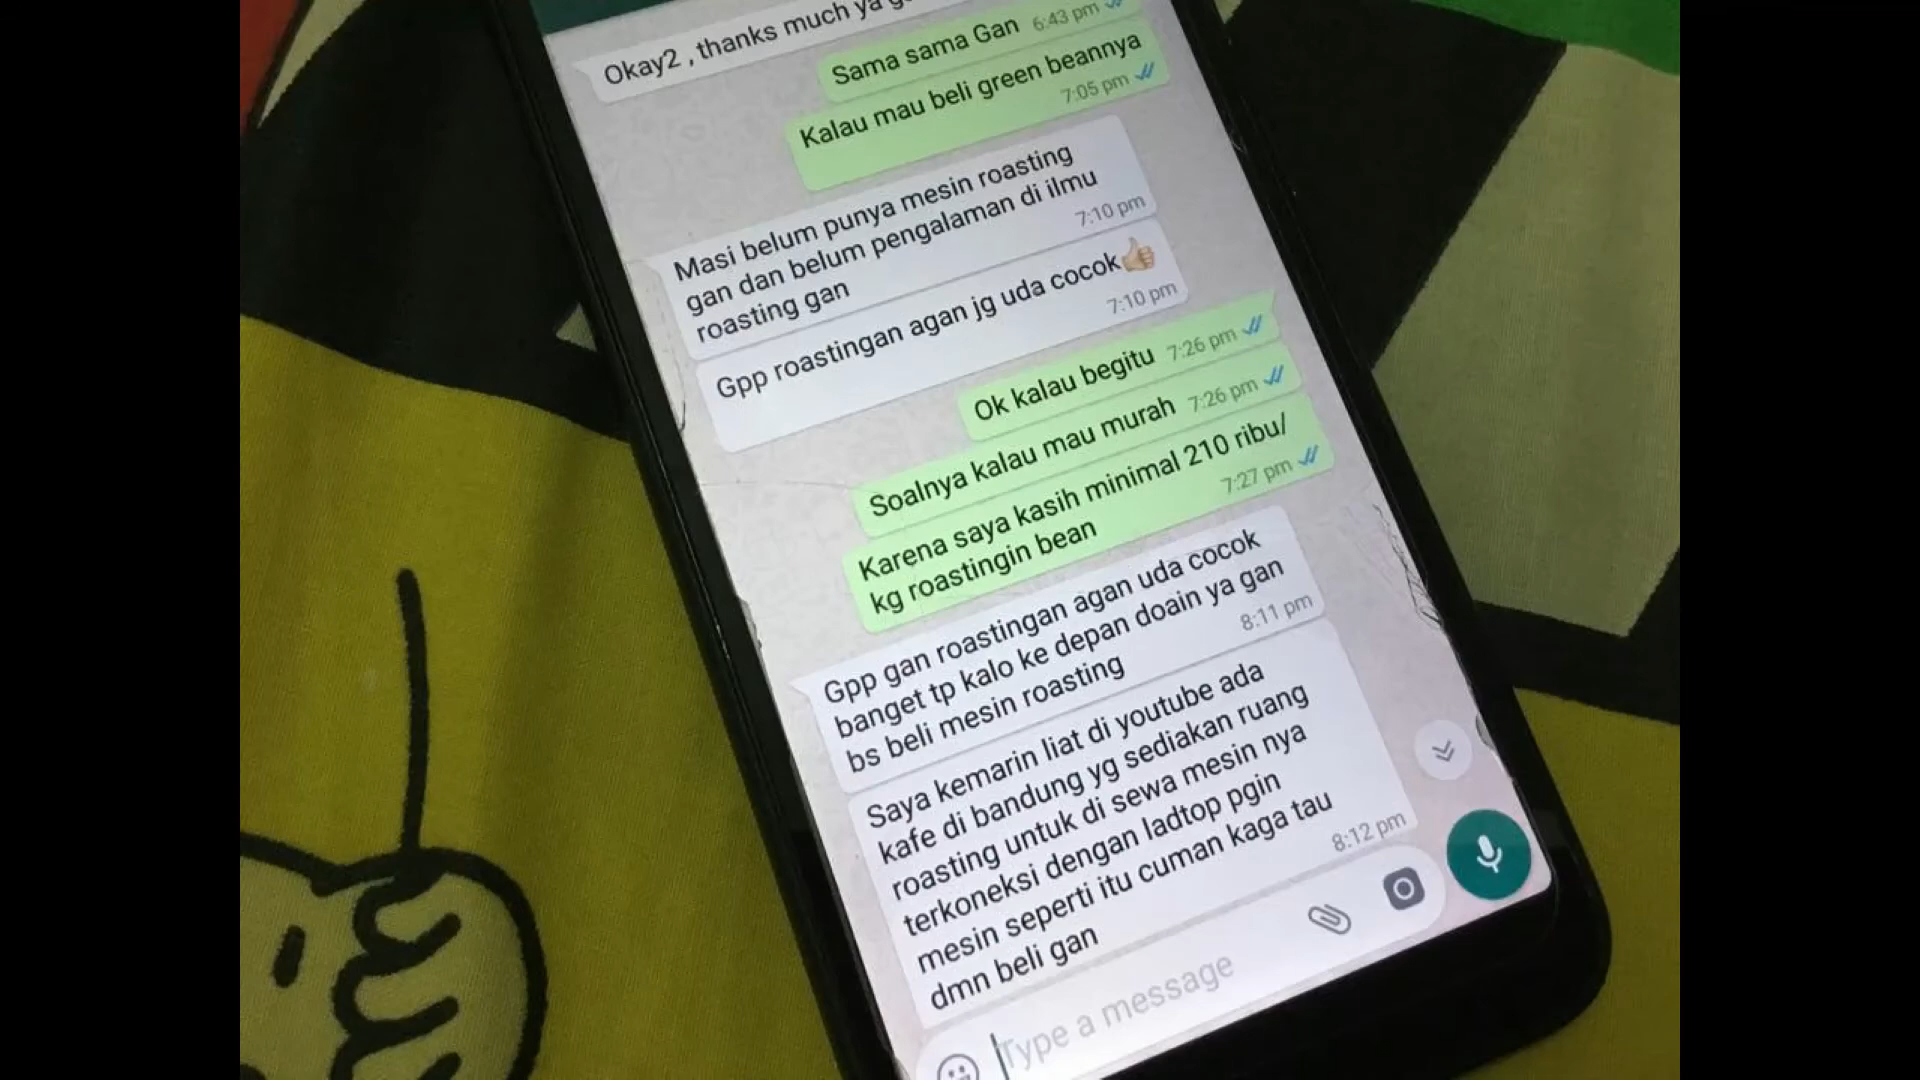 Okay2 , thanks much ya
Sama sama Gan 6:43 pm
Kalau mau beli green beannya
7:05 pm
Masi belum punya mesin roasting
gan dan belum pengalaman di ilmu
roasting gan
7:10 pm
Gpp roastingan agan jg uda cocok👍🏻
7:10 pm
Ok kalau begitu 7:26 pm
Soalnya kalau mau murah 7:26 pm
Karena saya kasih minimal 210 ribu/
kg roastingin bean
7:27 pm
Gpp gan roastingan agan uda cocok
banget tp kalo ke depan doain ya gan
bs beli mesin roasting
8:11 pm
Saya kemarin liat di youtube ada
kafe di bandung yg sediakan ruang
roasting untuk di sewa mesin nya
terkoneksi dengan ladtop pgin
mesin seperti itu cuman kaga tau
dmn beli gan
8:12 pm
Type a message